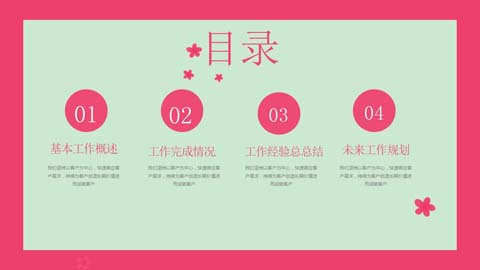 目录
01
02
03
04
基本工作概述
工作完成情况
工作经验总总结
未来工作规划
我们坚持以客户为中心，快速响应客
户需求，持续为客户创造长期价值进
而成就客户
我们坚持以客户为中心，快速响应客
户需求，持续为客户创造长期价值进
而成就客户
我们坚持以客户为中心，快速响应客
户需求，持续为客户创造长期价值进
而成就客户
我们坚持以客户为中心，快速响应客
户需求，持续为客户创造长期价值进
而成就客户